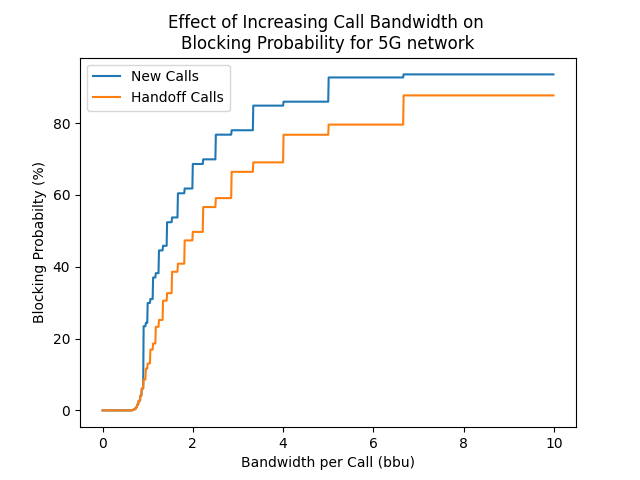 Effect of Increasing Call Bandwidth on
Blocking Probability for 5G network
New Calls
Handoff Calls
Blocking Probabilty (%)
80
60
40
20
0
0 2 4 6 8 10
Bandwidth per Call (bbu)